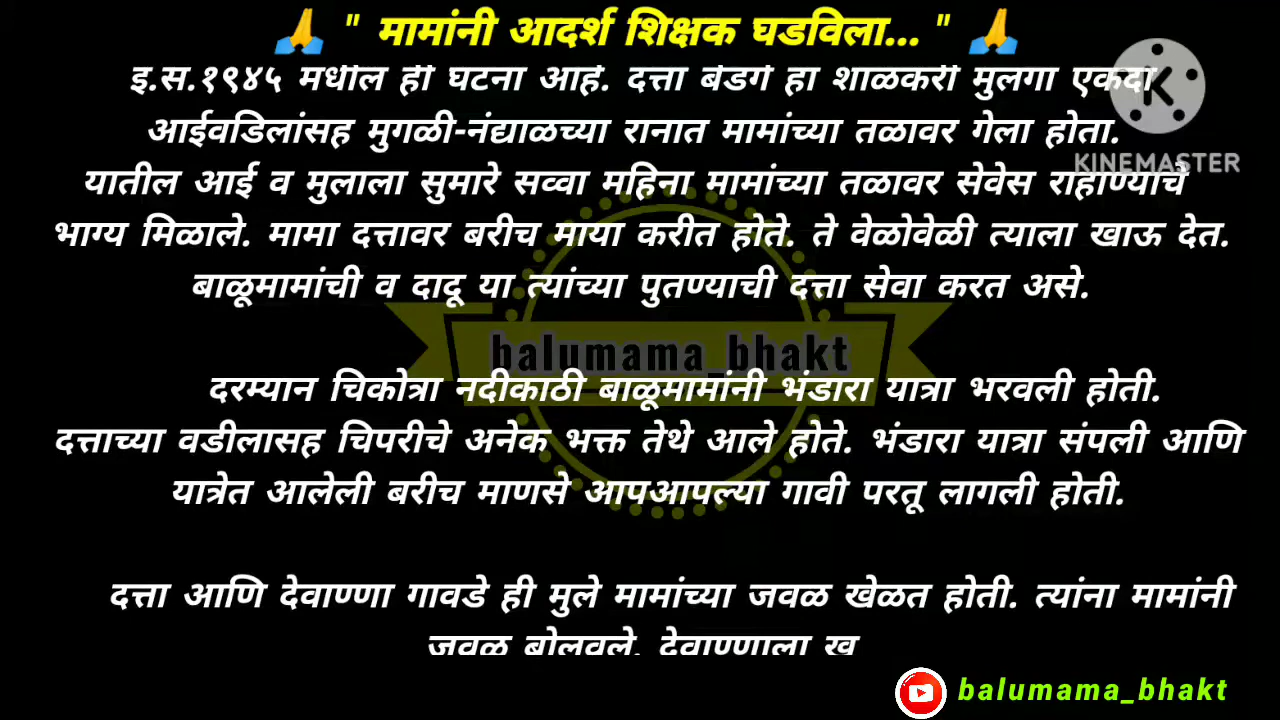 🙏 " मामांनी आदर्श शिक्षक घडविला... " 🙏
इ.स.१९४५ मधील ही घटना आहे. दत्ता बेडगे हा शाळकरी मुलगा एकदा
आईवडिलांसह मुगळी-नंद्याळच्या रानात मामांच्या तळावर गेला होता.
KINEMASTER
यातील आई व मुलाला सुमारे सव्वा महिना मामांच्या तळावर सेवेस राहाण्याचे
भाग्य मिळाले. मामा दत्तावर बरीच माया करीत होते. ते वेळोवेळी त्याला खाऊ देत.
बाळूमामांची व दादू या त्यांच्या पुतण्याची दत्ता सेवा करत असे.
balumama_bhakt
दरम्यान चिकोत्रा नदीकाठी बाळूमामांनी भंडारा यात्रा भरवली होती.
दत्ताच्या वडीलासह चिपरीचे अनेक भक्त तेथे आले होते. भंडारा यात्रा संपली आणि
यात्रेत आलेली बरीच माणसे आपआपल्या गावी परतू लागली होती.
दत्ता आणि देवाण्णा गावडे ही मुले मामांच्या जवळ खेळत होती. त्यांना मामांनी
जवळ बोलवले. देवाण्णाला ख
balumama_bhakt